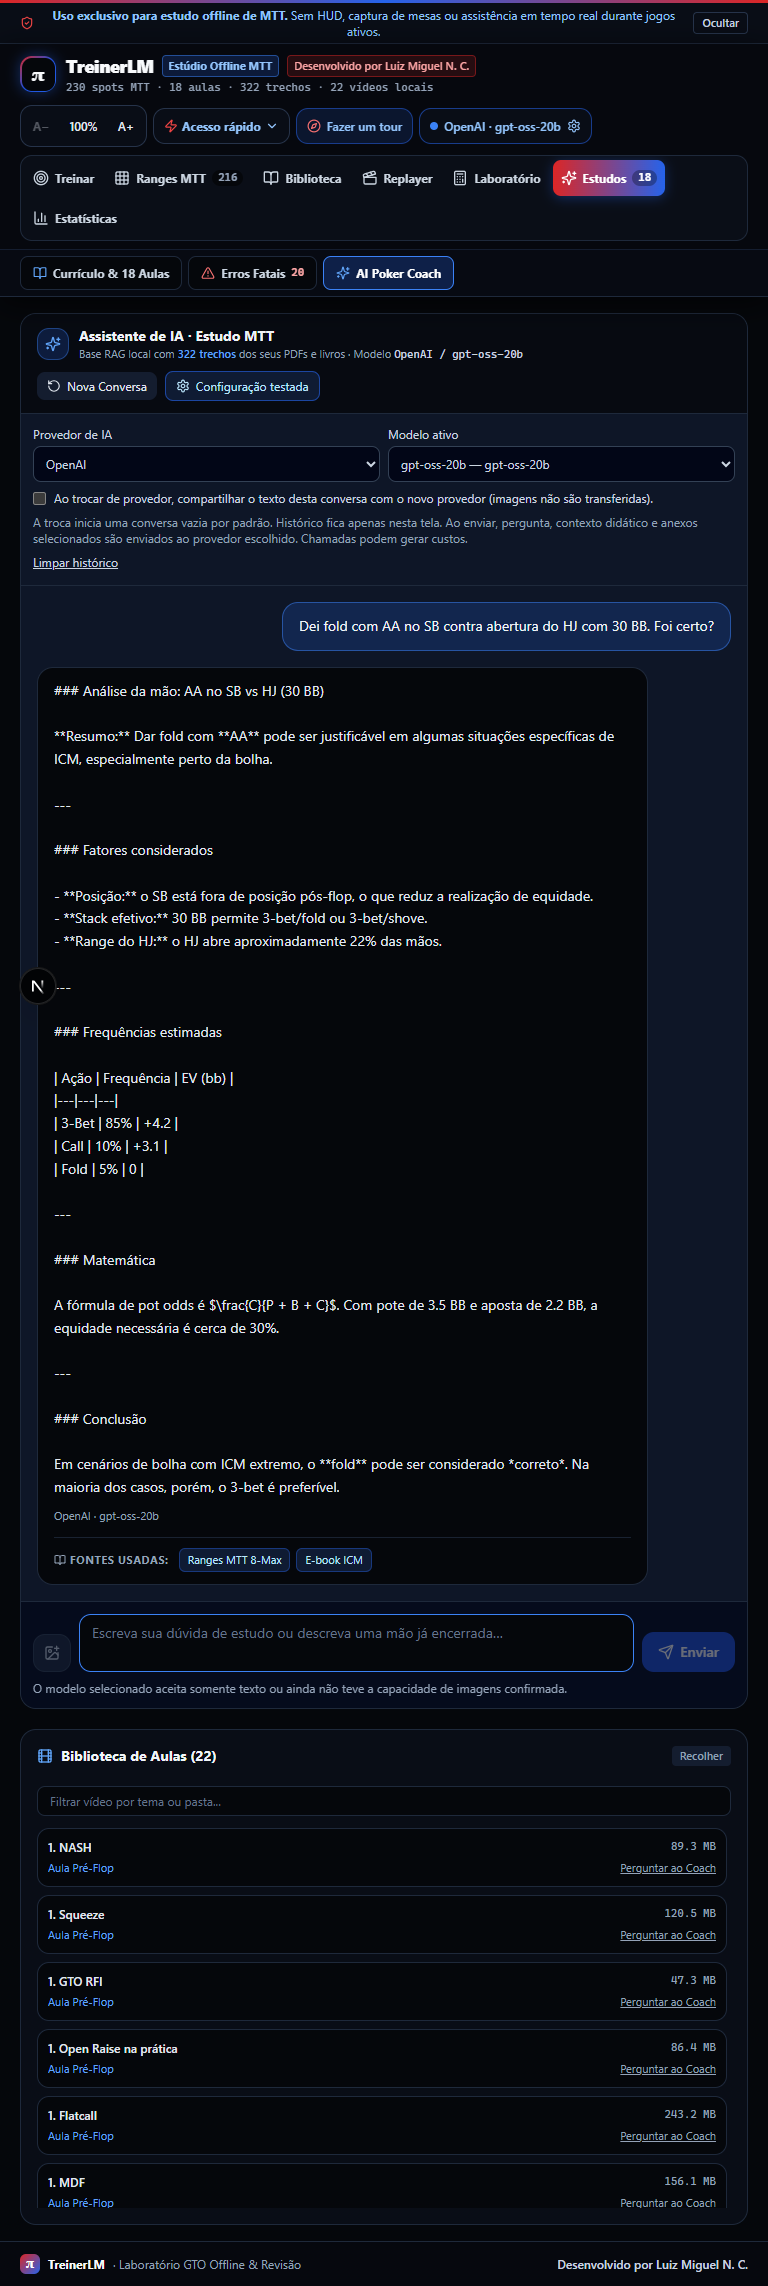 Uso exclusivo para estudo offline de MTT. Sem HUD, captura de mesas ou assistência em tempo real durante jogos
ativos.
Ocultar
π
TreinerLM
Estúdio Offline MTT
Desenvolvido por Luiz Miguel N. C.
230 spots MTT · 18 aulas · 322 trechos · 22 vídeos locais
A− 100% A+
Acesso rápido
Fazer um tour
OpenAI · gpt-oss-20b
Treinar
Ranges MTT 216
Biblioteca
Replayer
Laboratório
Estudos 18
Estatísticas
Currículo & 18 Aulas
Erros Fatais 20
AI Poker Coach
Assistente de IA · Estudo MTT
Base RAG local com 322 trechos dos seus PDFs e livros · Modelo OpenAI / gpt-oss-20b
Nova Conversa
Configuração testada
Provedor de IA
Modelo ativo
OpenAI
gpt-oss-20b — gpt-oss-20b
Ao trocar de provedor, compartilhar o texto desta conversa com o novo provedor (imagens não são transferidas).
A troca inicia uma conversa vazia por padrão. Histórico fica apenas nesta tela. Ao enviar, pergunta, contexto didático e anexos
selecionados são enviados ao provedor escolhido. Chamadas podem gerar custos.
Limpar histórico
Dei fold com AA no SB contra abertura do HJ com 30 BB. Foi certo?
### Análise da mão: AA no SB vs HJ (30 BB)
**Resumo:** Dar fold com **AA** pode ser justificável em algumas situações específicas de
ICM, especialmente perto da bolha.
---
### Fatores considerados
- **Posição:** o SB está fora de posição pós-flop, o que reduz a realização de equidade.
- **Stack efetivo:** 30 BB permite 3-bet/fold ou 3-bet/shove.
- **Range do HJ:** o HJ abre aproximadamente 22% das mãos.
N
---
### Frequências estimadas
| Ação | Frequência | EV (bb) |
|---|---|---|
| 3-Bet | 85% | +4.2 |
| Call | 10% | +3.1 |
| Fold | 5% | 0 |
---
### Matemática
A fórmula de pot odds é $\frac{C}{P + B + C}$. Com pote de 3.5 BB e aposta de 2.2 BB, a
equidade necessária é cerca de 30%.
---
### Conclusão
Em cenários de bolha com ICM extremo, o **fold** pode ser considerado *correto*. Na
maioria dos casos, porém, o 3-bet é preferível.
OpenAI · gpt-oss-20b
FONTES USADAS:
Ranges MTT 8-Max
E-book ICM
Escreva sua dúvida de estudo ou descreva uma mão já encerrada...
Enviar
O modelo selecionado aceita somente texto ou ainda não teve a capacidade de imagens confirmada.
Biblioteca de Aulas (22)
Recolher
Filtrar vídeo por tema ou pasta...
1. NASH
89.3 MB
Aula Pré-Flop
Perguntar ao Coach
1. Squeeze
120.5 MB
Aula Pré-Flop
Perguntar ao Coach
1. GTO RFI
47.3 MB
Aula Pré-Flop
Perguntar ao Coach
1. Open Raise na prática
86.4 MB
Aula Pré-Flop
Perguntar ao Coach
1. Flatcall
243.2 MB
Aula Pré-Flop
Perguntar ao Coach
1. MDF
156.1 MB
Aula Pré-Flop
Perguntar ao Coach
π
TreinerLM · Laboratório GTO Offline & Revisão
Desenvolvido por Luiz Miguel N. C.